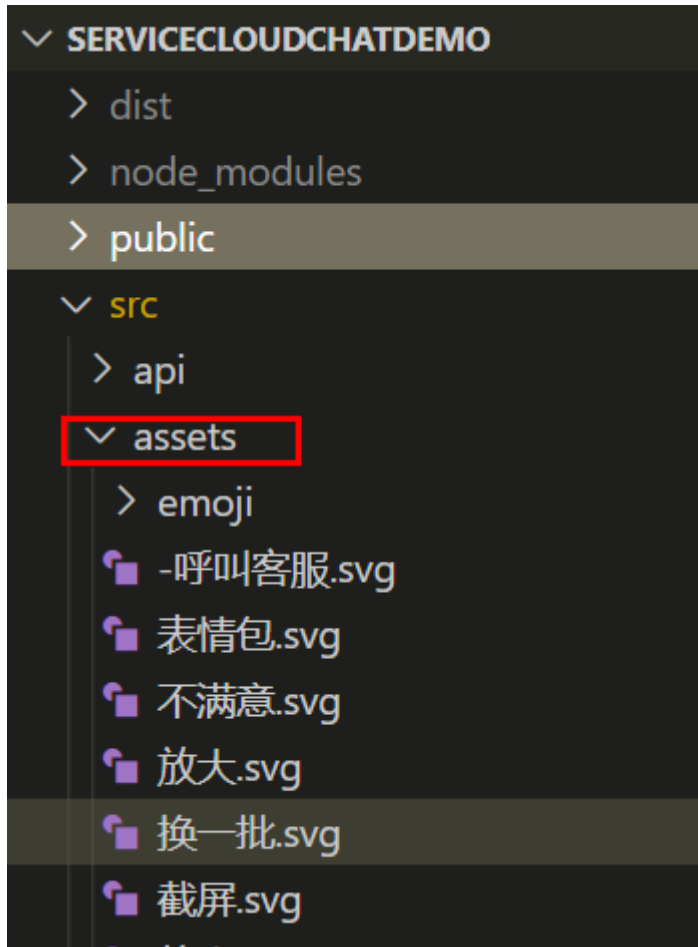 SERVICECLOUDCHATDEMO
dist
node_modules
public
src
api
assets
emoji
-呼叫客服.svg
表情包.svg
不满意.svg
放大.svg
换一批.svg
截屏.svg